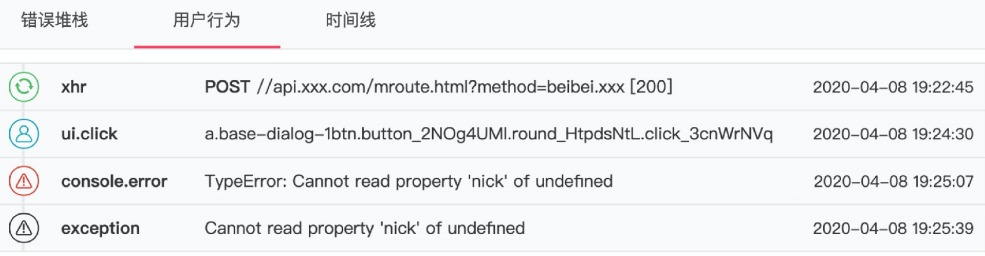 错误堆栈 用户行为 时间线
xhr POST //api.xxx.com/mroute.html?method=beibei.xxx [200] 2020-04-08 19:22:45
ui.click a.base-dialog-1btn.button_2NOg4UMl.round_HtpdsNtL.click_3cnWrNVq 2020-04-08 19:24:30
console.error TypeError: Cannot read property 'nick' of undefined 2020-04-08 19:25:07
exception Cannot read property 'nick' of undefined 2020-04-08 19:25:39